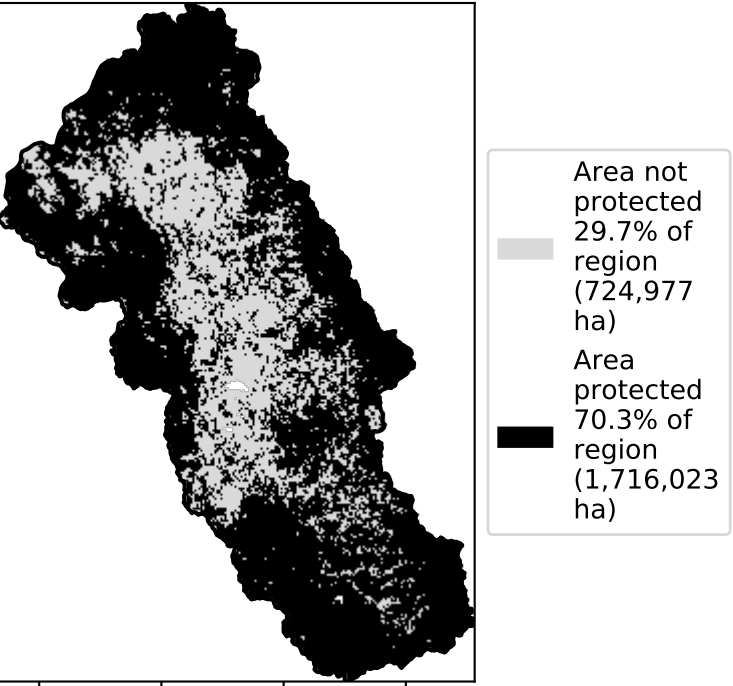 Area not
protected
29.7% of
region
(724,977
ha)
Area
protected
70.3% of
region
(1,716,023
ha)